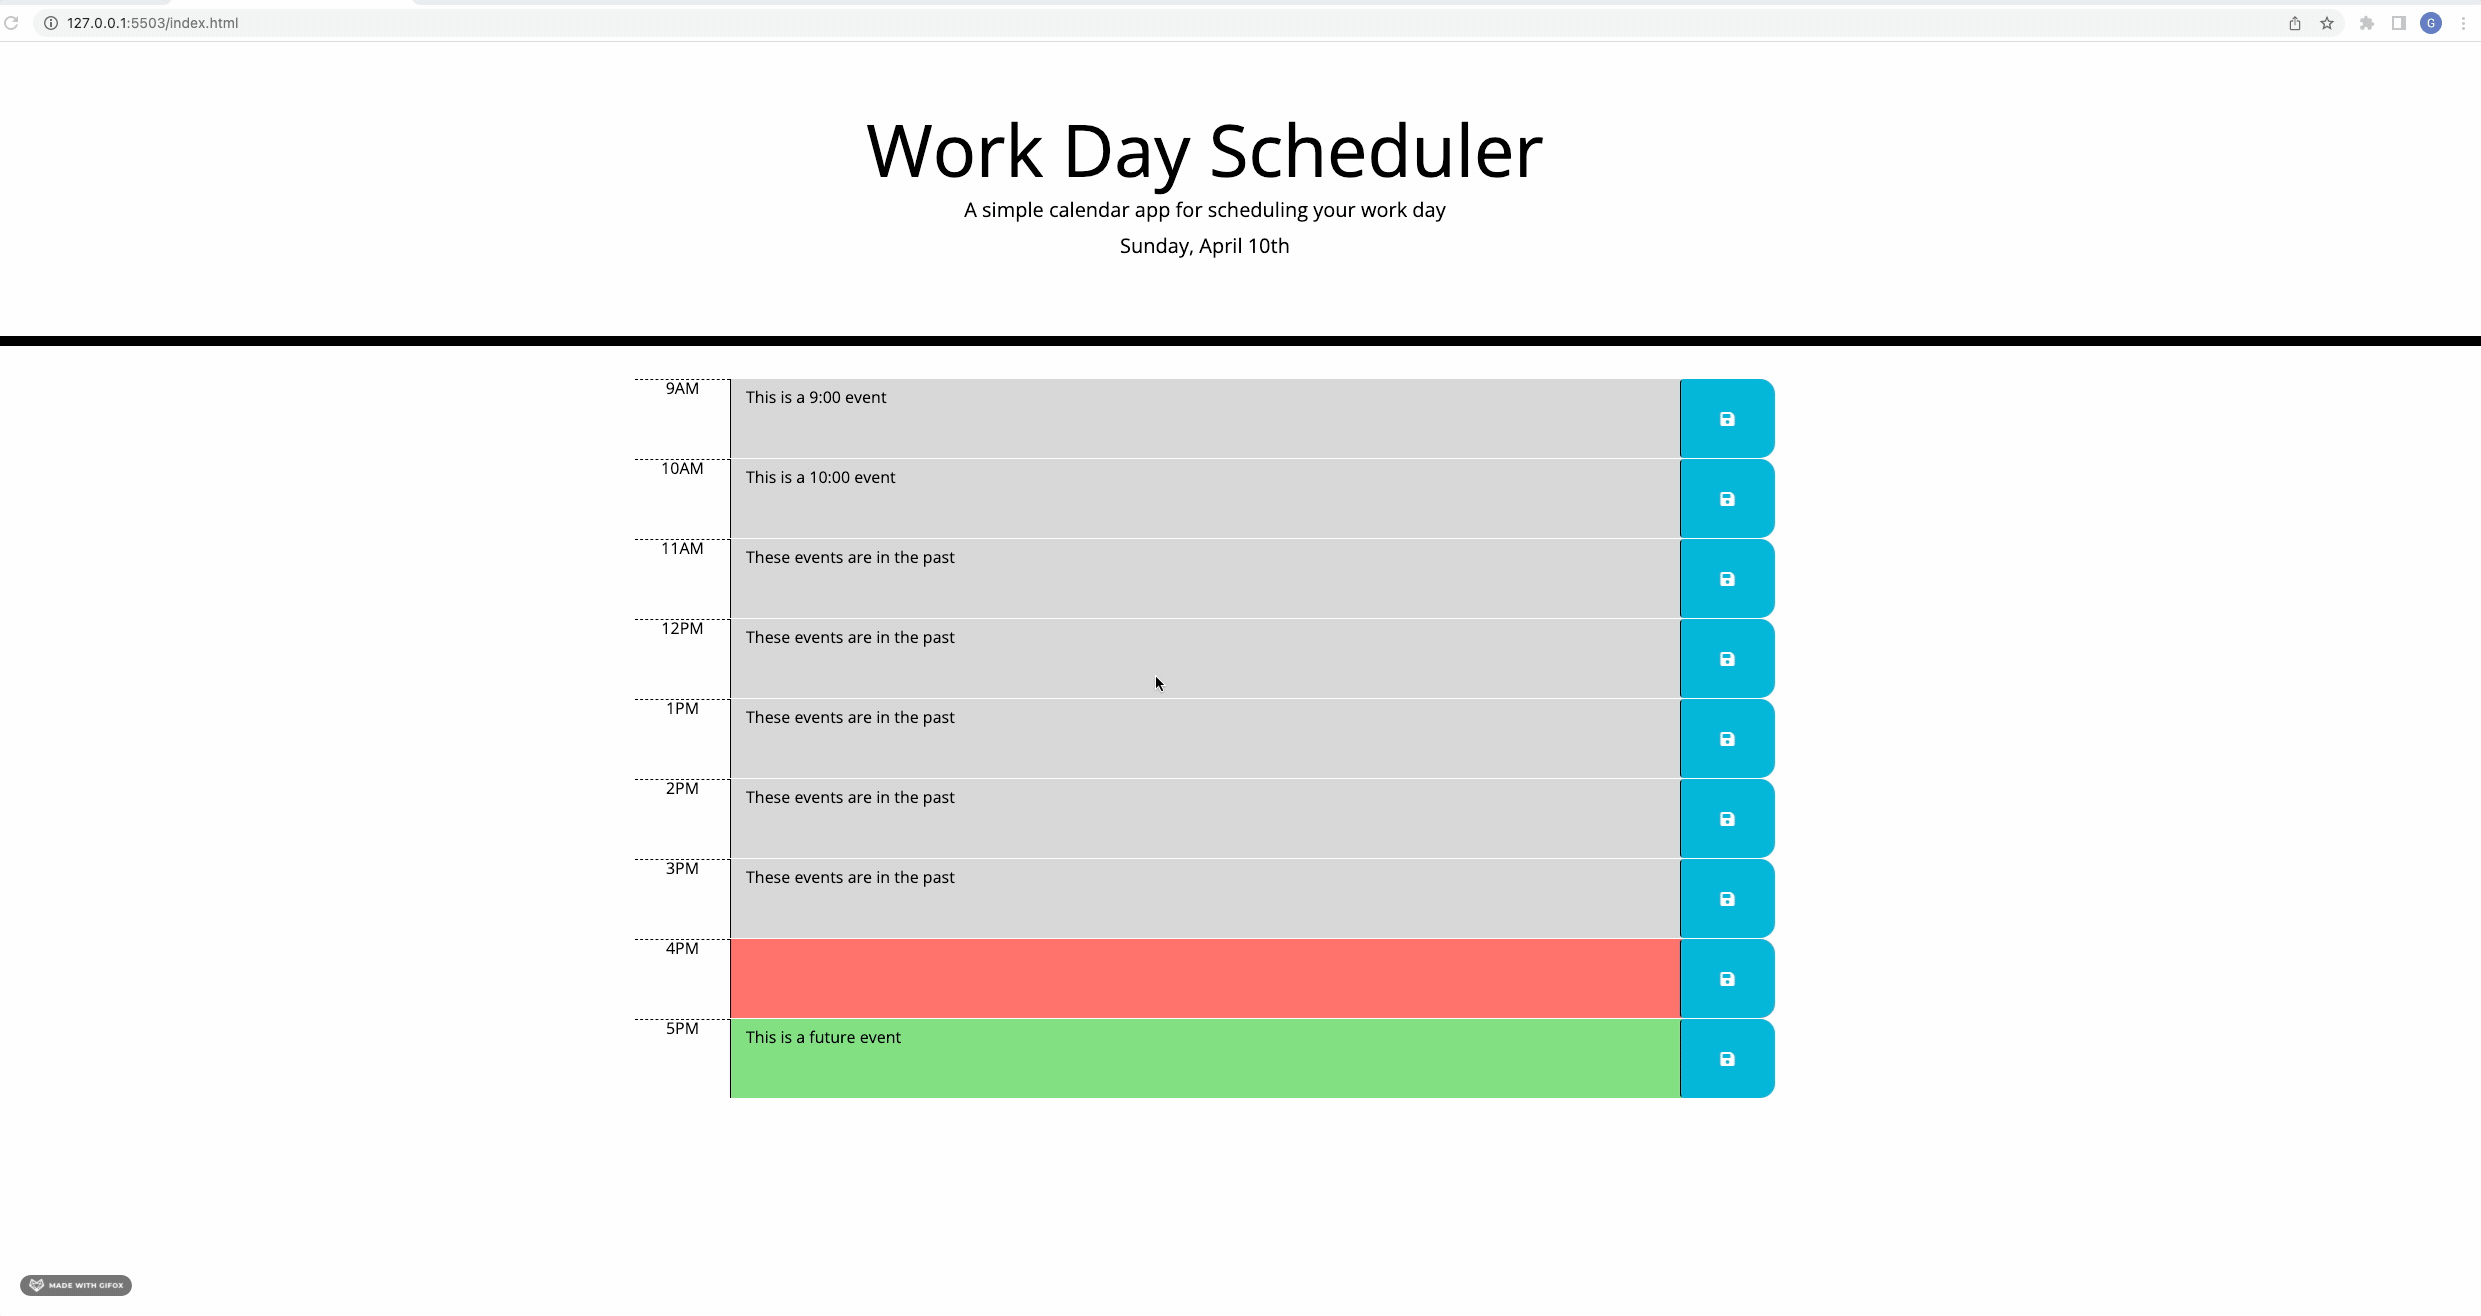 127.0.0.1:5503/index.html
G
Work Day Scheduler
A simple calendar app for scheduling your work day
Sunday, April 10th
9AM
This is a 9:00 event
10AM
This is a 10:00 event
11AM
These events are in the past
12PM
These events are in the past
1PM
These events are in the past
2PM
These events are in the past
3PM
These events are in the past
4PM
5PM
This is a future event
MADE WITH GIFOX